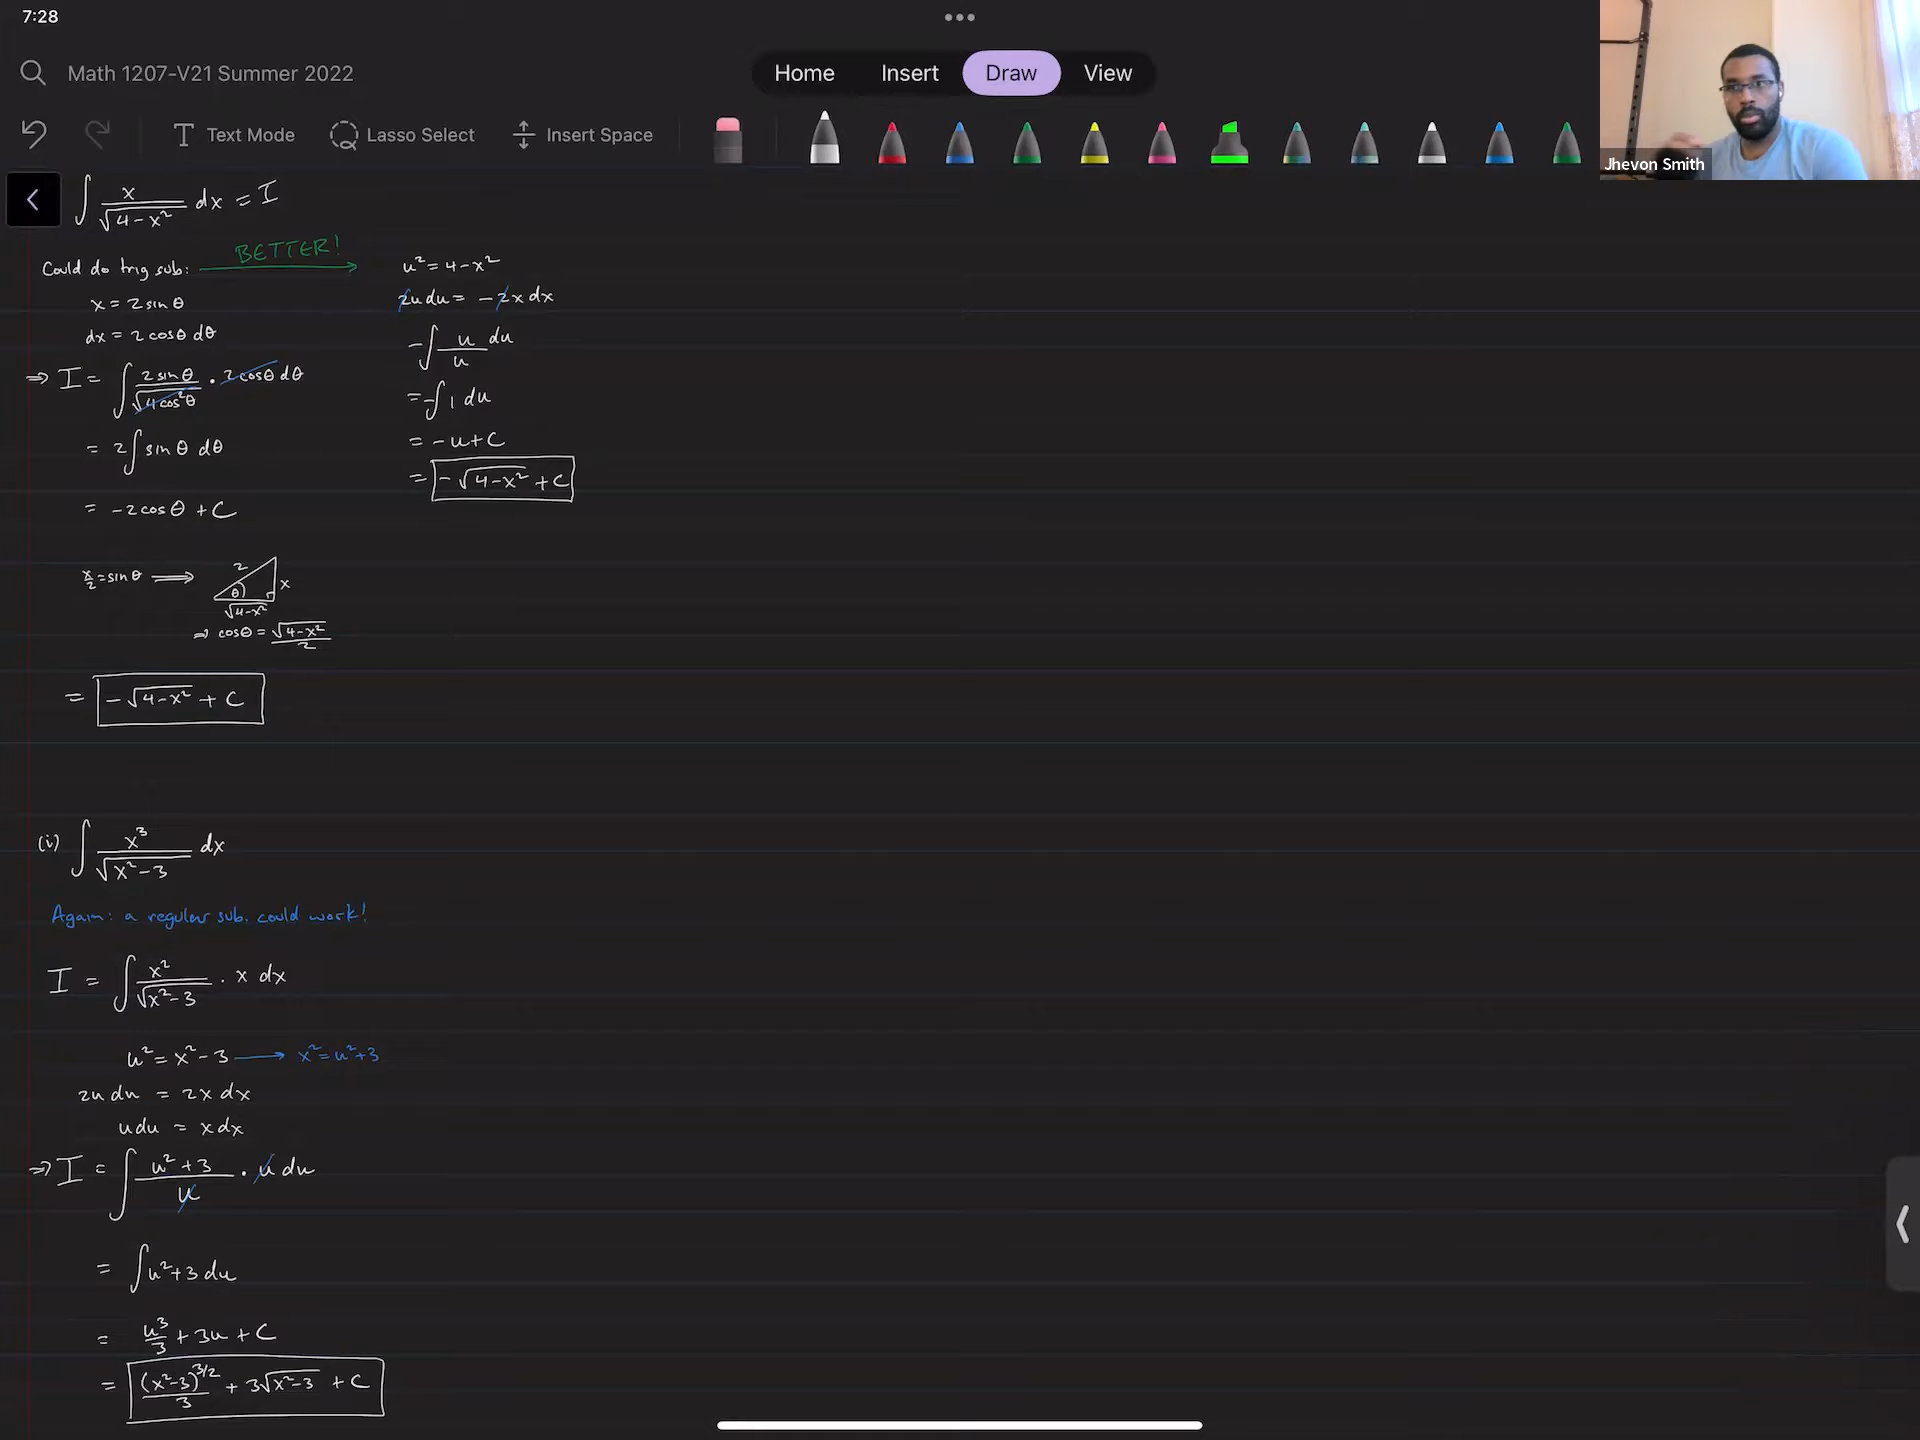 7:28
Math 1207-V21 Summer 2022
Home Insert Draw View
Text Mode Lasso Select Insert Space
Jhevon Smith
∫ x/√(4-x²) dx = I
Could do trig sub: BETTER!
x = 2 sin θ
dx = 2 cosθ dθ
⇒ I = ∫ 2 sinθ/√(4cos²θ) · 2 cosθ dθ
= 2∫ sin θ dθ
= -2cos θ + C
x/2 = sin θ ⟹
2
θ
x
√(4-x²)
⇒ cosθ = √(4-x²)/2
= -√(4-x²) + C
u² = 4-x²
2u du = -2x dx
-∫ u/u du
= -∫ 1 du
= -u + C
= -√(4-x²) + C
(i) ∫ x³/√(x²-3) dx
Again: a regular sub. could work!
I = ∫ x²/√(x²-3) · x dx
u² = x²-3 → x² = u²+3
2u du = 2x dx
u du = x dx
⇒ I = ∫ (u²+3)/u · u du
= ∫ u²+3 du
= u³/3 + 3u + C
= (x²-3)^(3/2)/3 + 3√(x²-3) + C